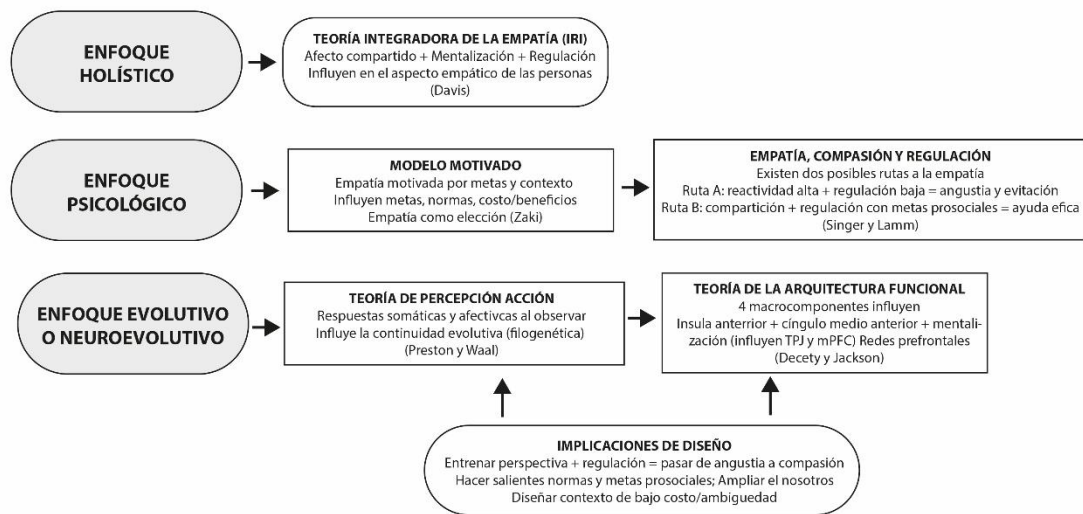 ENFOQUE
HOLÍSTICO
TEORÍA INTEGRADORA DE LA EMPATÍA (IRI)
Afecto compartido + Mentalización + Regulación
Influyen en el aspecto empático de las personas
(Davis)
ENFOQUE
PSICOLÓGICO
MODELO MOTIVADO
Empatía motivada por metas y contexto
Influyen metas, normas, costo/beneficios
Empatía como elección (Zaki)
EMPATÍA, COMPASIÓN Y REGULACIÓN
Existen dos posibles rutas a la empatía
Ruta A: reactividad alta + regulación baja = angustia y evitación
Ruta B: compartición + regulación con metas prosociales = ayuda efica
(Singer y Lamm)
ENFOQUE EVOLUTIVO
O NEUROEVOLUTIVO
TEORÍA DE PERCEPCIÓN ACCIÓN
Respuestas somáticas y afectivcas al observar
Influye la continuidad evolutiva (filogenética)
(Preston y Waal)
TEORÍA DE LA ARQUITECTURA FUNCIONAL
4 macrocomponentes influyen
Insula anterrior + cíngulo medio anterior + mentali-
zación (influyen TPJ y mPFC) Redes prefrontales
(Decety y Jackson)
IMPLICACIONES DE DISEÑO
Entrenar perspectiva + regulación = pasar de angustia a compasión
Hacer salientes normas y metas prosociales; Ampliar el nosotros
Diseñar contexto de bajo costo/ambiguedad